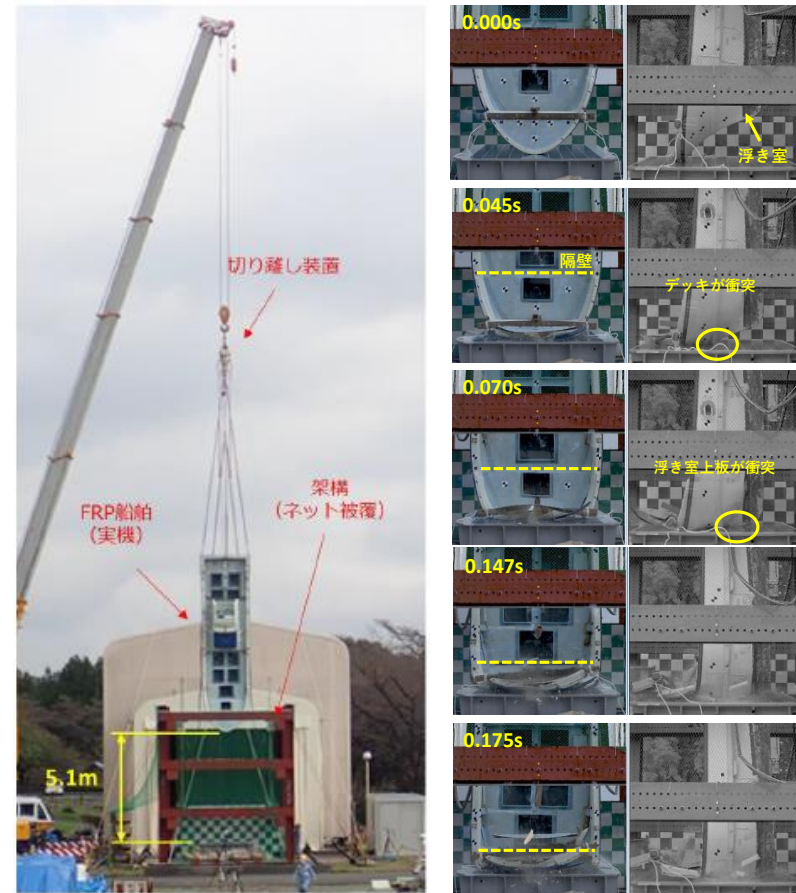 切り離し装置
架構
（ネット被覆）
FRP船舶
（実機）
5.1m
0.000s
浮き室
0.045s
隔壁
デッキが衝突
0.070s
浮き室上板が衝突
0.147s
0.175s